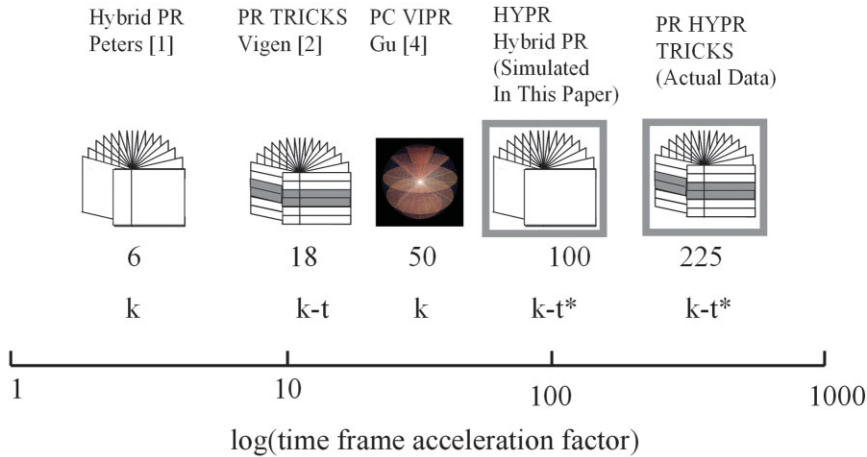 Hybrid PR
Peters [1]
PR TRICKS
Vigen [2]
PC VIPR
Gu [4]
HYPR
Hybrid PR
(Simulated
In This Paper)
PR HYPR
TRICKS
(Actual Data)
6
18
50
100
225
k
k-t
k
k-t*
k-t*
1
10
100
1000
log(time frame acceleration factor)